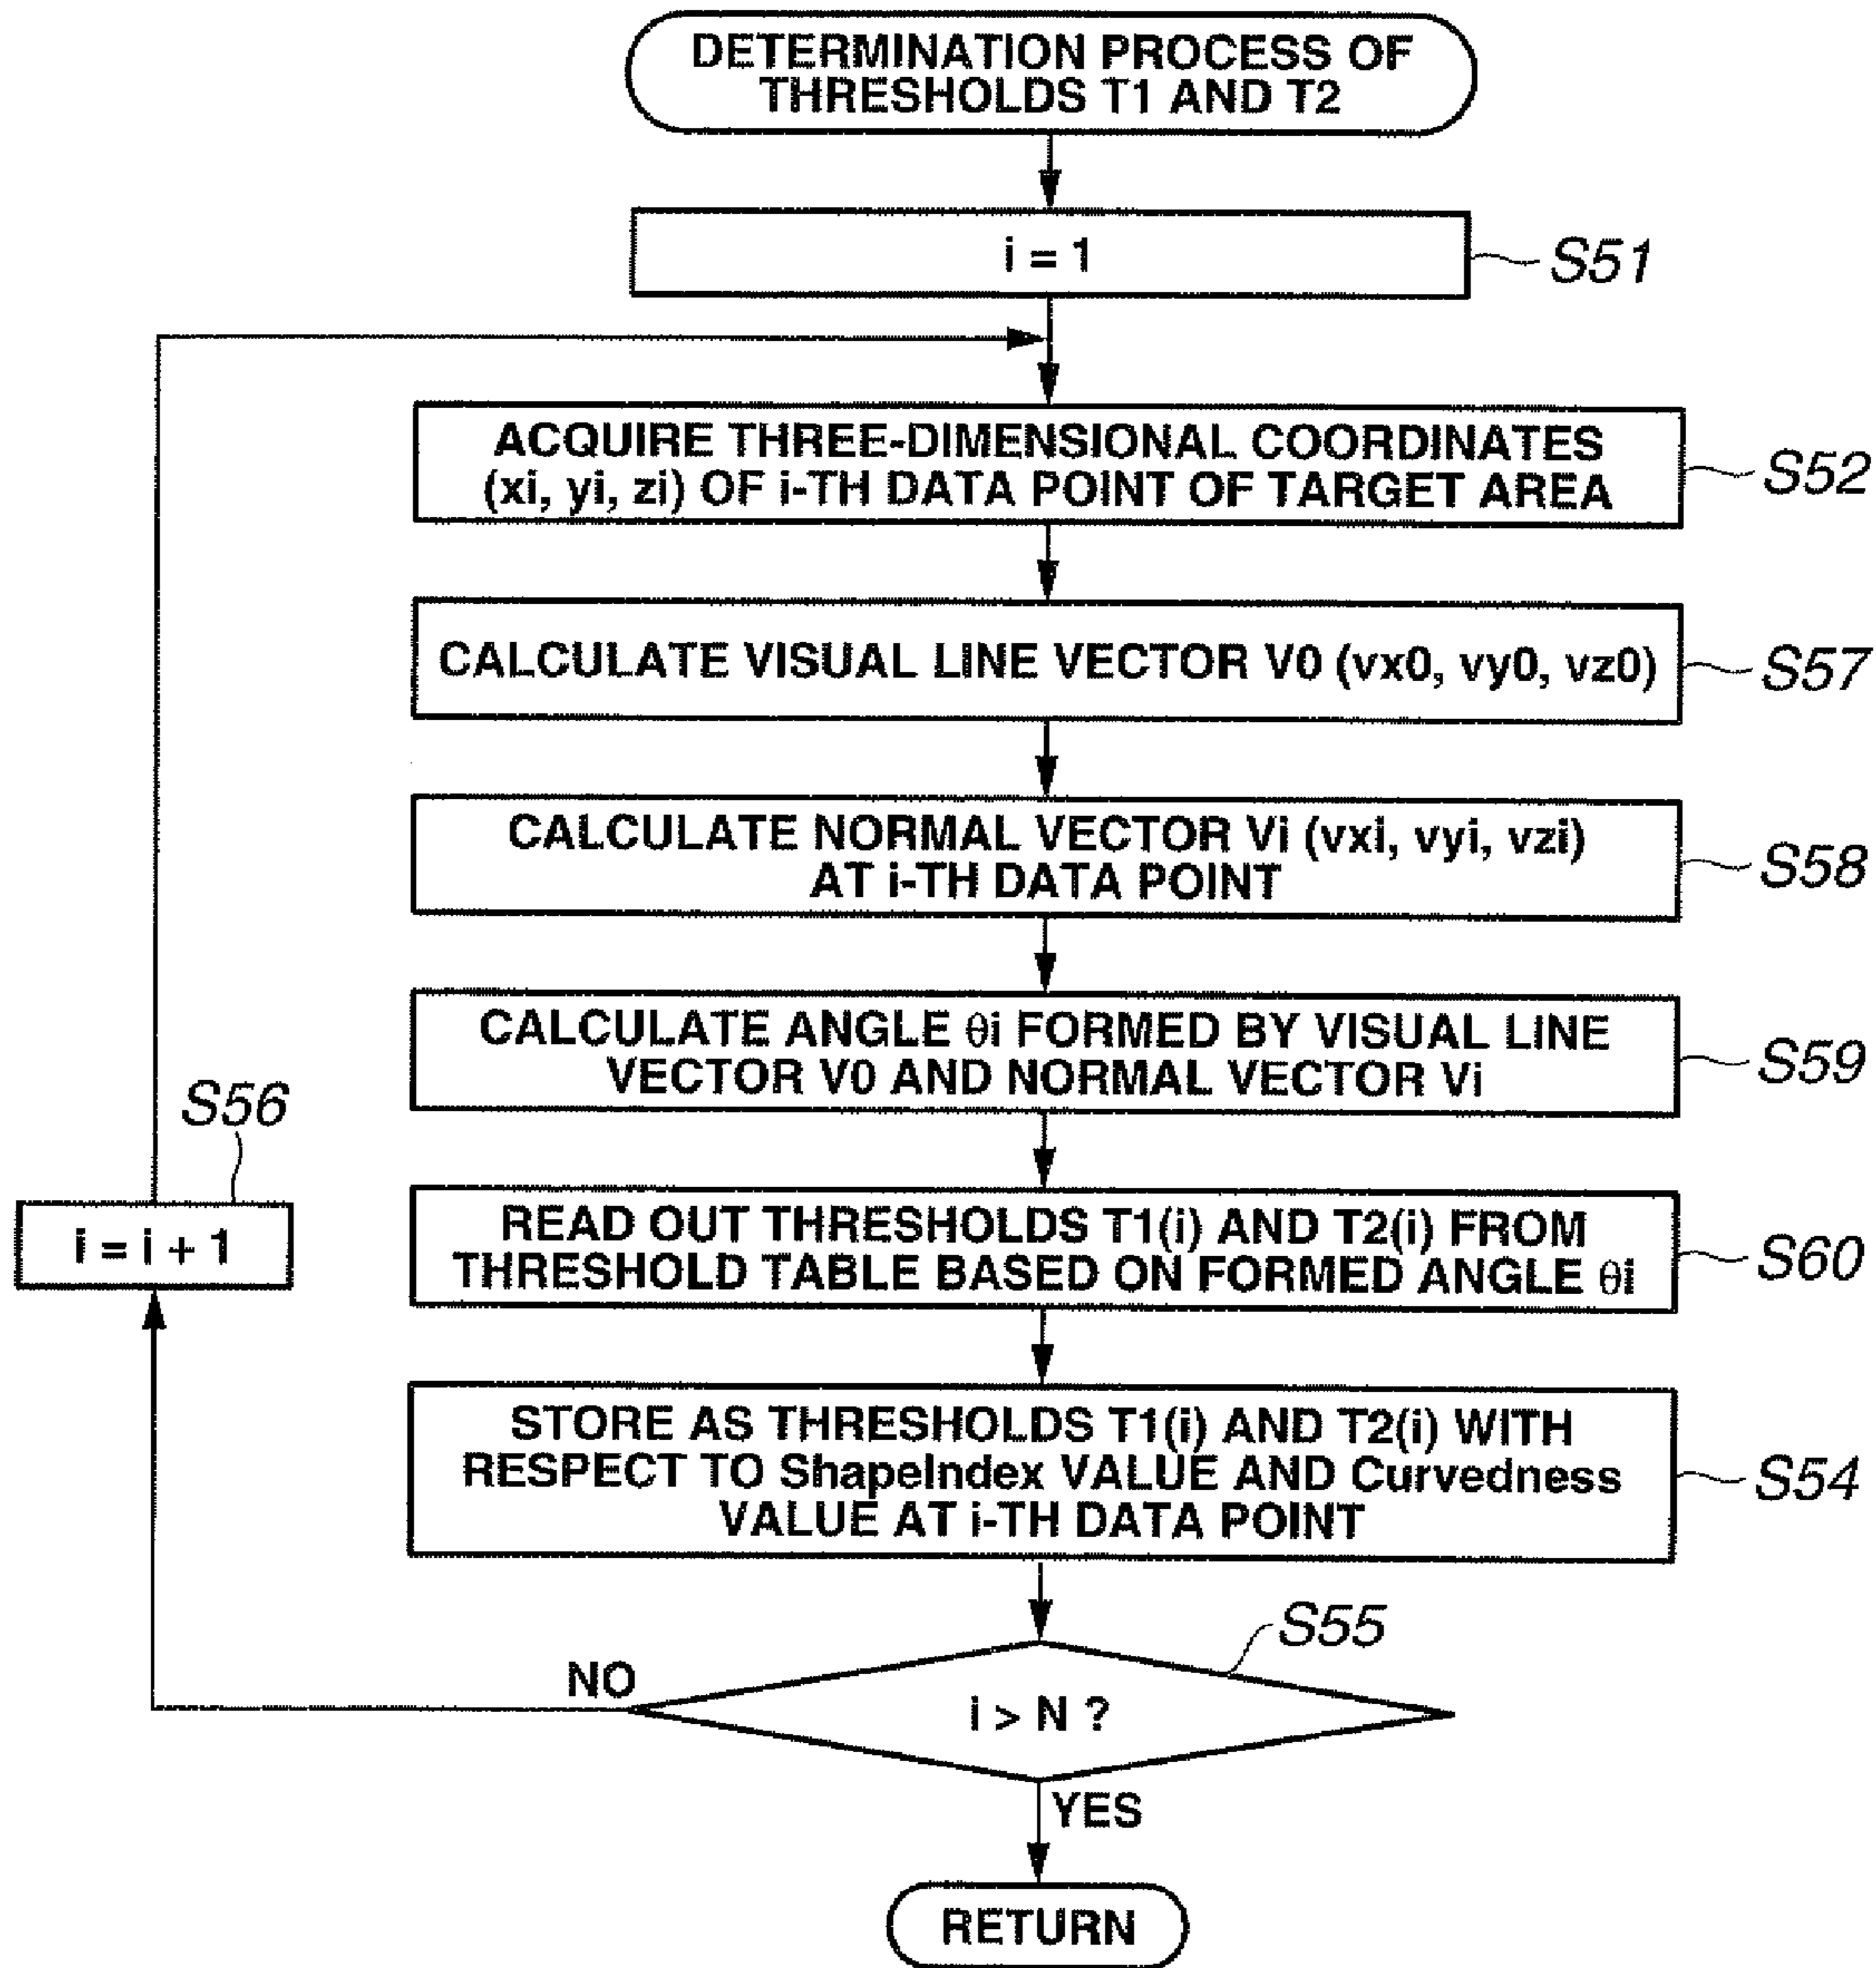 DETERMINATION PROCESS OF
THRESHOLDS T1 AND T2
i = 1
S51
ACQUIRE THREE-DIMENSIONAL COORDINATES
(xi, yi, zi) OF i-TH DATA POINT OF TARGET AREA
S52
CALCULATE VISUAL LINE VECTOR V0 (vx0, vy0, vz0)
S57
CALCULATE NORMAL VECTOR Vi (vxi, vyi, vzi)
AT i-TH DATA POINT
S58
CALCULATE ANGLE θi FORMED BY VISUAL LINE
VECTOR V0 AND NORMAL VECTOR Vi
S59
S56
i = i + 1
READ OUT THRESHOLDS T1(i) AND T2(i) FROM
THRESHOLD TABLE BASED ON FORMED ANGLE θi
S60
STORE AS THRESHOLDS T1(i) AND T2(i) WITH
RESPECT TO ShapeIndex VALUE AND Curvedness
VALUE AT i-TH DATA POINT
S54
S55
NO
i > N ?
YES
RETURN